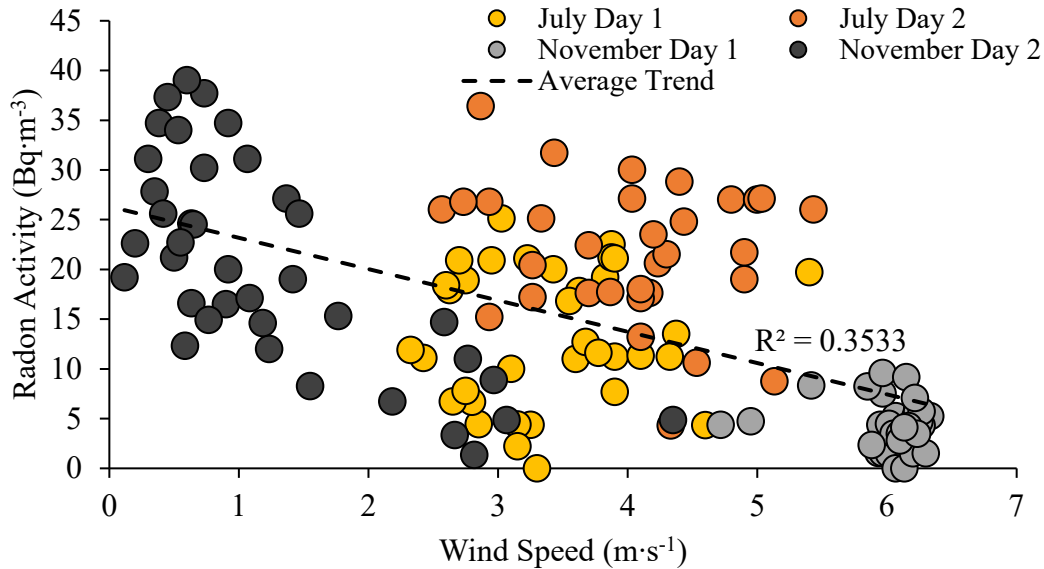 July Day 1
July Day 2
November Day 1
November Day 2
Average Trend
45
40
35
30
25
20
15
10
5
0
Radon Activity (Bq·m⁻³)
R² = 0.3533
0 1 2 3 4 5 6 7
Wind Speed (m·s⁻¹)